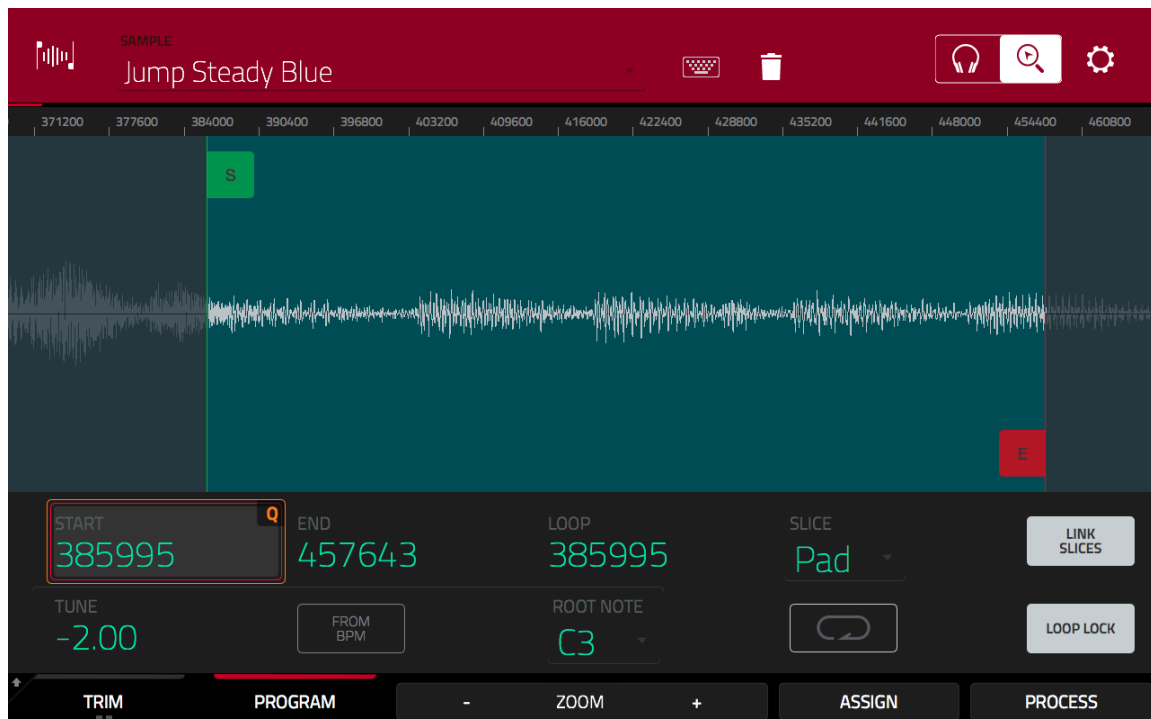 SAMPLE
Jump Steady Blue
371200 377600 384000 390400 396800 403200 409600 416000 422400 428800 435200 441600 448000 454400 460800
S
E
START Q END LOOP SLICE
385995 457643 385995 Pad
LINK
SLICES
TUNE ROOT NOTE
-2.00 C3
FROM
BPM
LOOP LOCK
TRIM PROGRAM - ZOOM + ASSIGN PROCESS